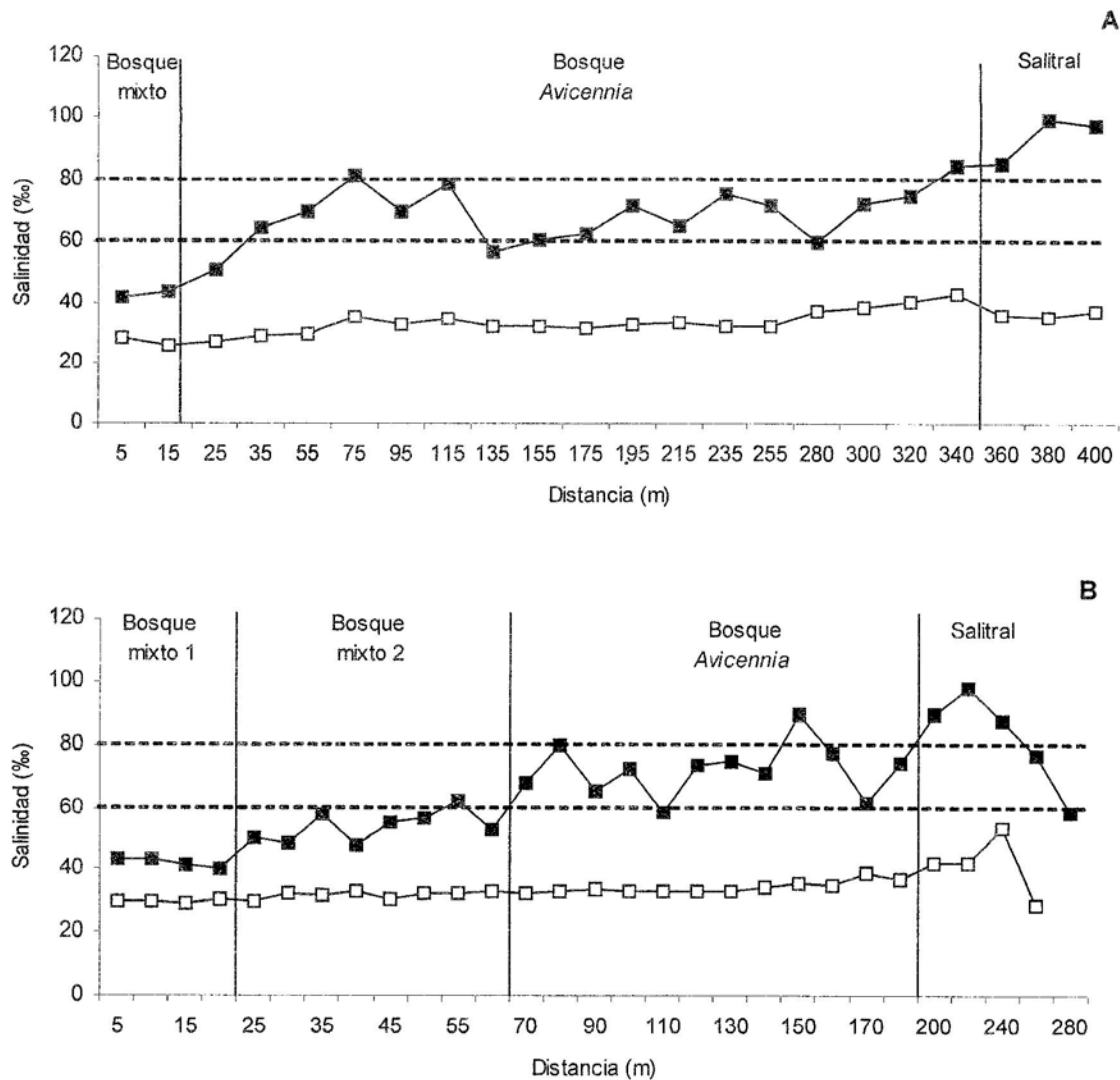 A
Bosque
mixto
Bosque
Avicennia
Salitral
120
100
80
60
40
20
0
Salinidad (‰)
5 15 25 35 55 75 95 115 135 155 175 195 215 235 255 280 300 320 340 360 380 400
Distancia (m)
B
Bosque
mixto 1
Bosque
mixto 2
Bosque
Avicennia
Salitral
120
100
80
60
40
20
0
Salinidad (‰)
5 15 25 35 45 55 70 90 110 130 150 170 200 240 280
Distancia (m)